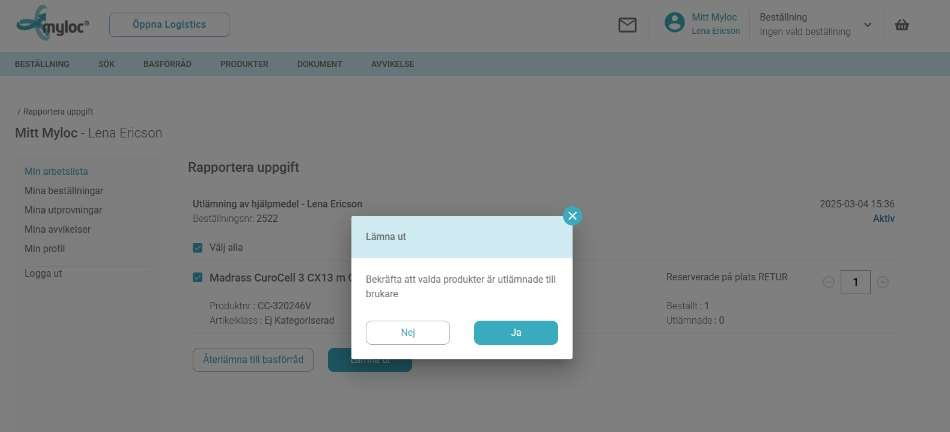 myloc®
Öppna Logistics
Mitt Myloc
Lena Ericson
Beställning
Ingen vald beställning
BESTÄLLNING SÖK BASFÖRRÅD PRODUKTER DOKUMENT AVVIKELSE
/ Rapportera uppgift
Mitt Myloc - Lena Ericson
Min arbetslista
Mina beställningar
Mina utprovningar
Mina avvikelser
Min profil
Logga ut
Rapportera uppgift
Utlämning av hjälpmedel - Lena Ericson 2025-03-04 15:36
Beställningsnr: 2522 Aktiv
Välj alla
Madrass CuroCell 3 CX13 m
Reserverade på plats RETUR
1
Produktnr : CC-320246V
Artikelklass : Ej Kategoriserad
Beställt : 1
Utlämnade : 0
Återlämna till basförråd
Lämna ut
Lämna ut
Bekräfta att valda produkter är utlämnade till
brukare
Nej
Ja